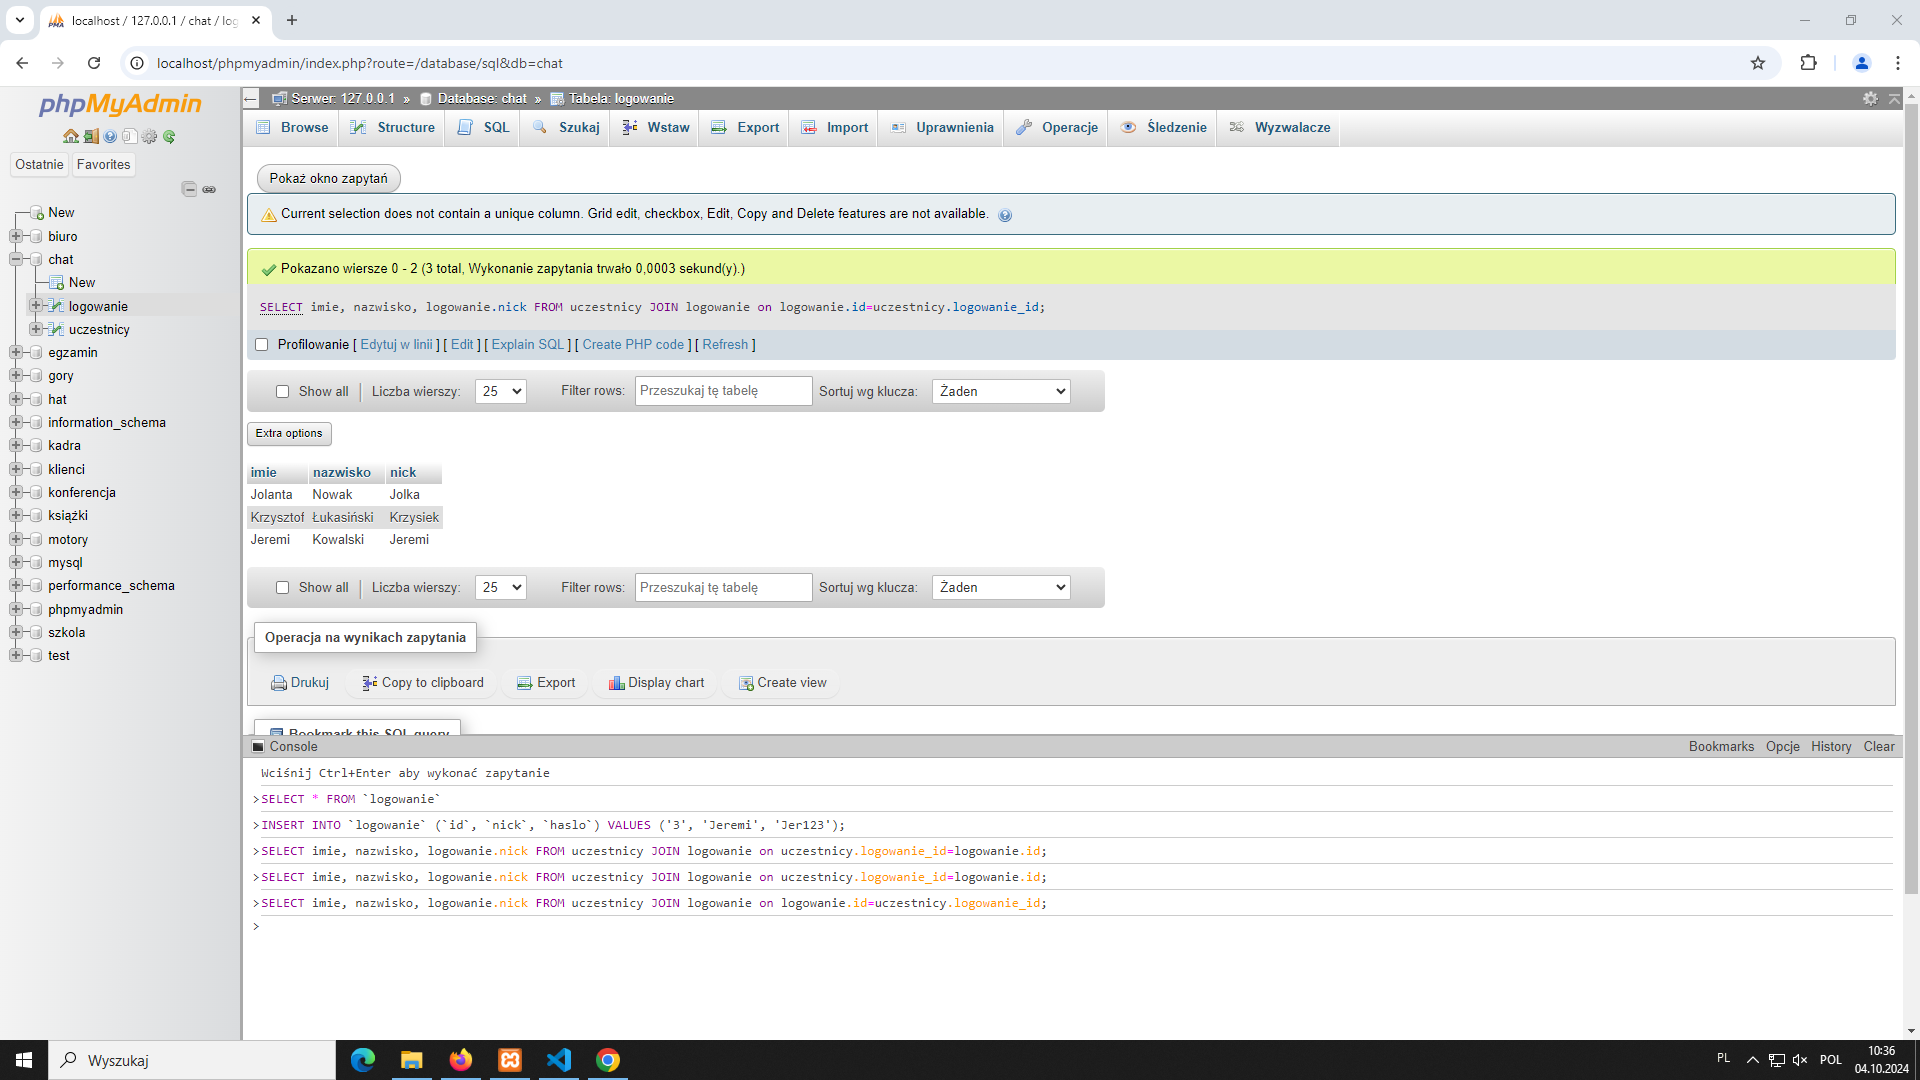 localhost / 127.0.0.1 / chat / log
localhost/phpmyadmin/index.php?route=/database/sql&db=chat
phpMyAdmin
Ostatnie Favorites
New
biuro
chat
New
logowanie
uczestnicy
egzamin
gory
hat
information_schema
kadra
klienci
konferencja
książki
motory
mysql
performance_schema
phpmyadmin
szkola
test
Serwer: 127.0.0.1 » Database: chat » Tabela: logowanie
Browse Structure SQL Szukaj Wstaw Export Import Uprawnienia Operacje Śledzenie Wyzwalacze
Pokaż okno zapytań
Current selection does not contain a unique column. Grid edit, checkbox, Edit, Copy and Delete features are not available.
Pokazano wiersze 0 - 2 (3 total, Wykonanie zapytania trwało 0,0003 sekund(y).)
SELECT imie, nazwisko, logowanie.nick FROM uczestnicy JOIN logowanie on logowanie.id=uczestnicy.logowanie_id;
Profilowanie [ Edytuj w linii ] [ Edit ] [ Explain SQL ] [ Create PHP code ] [ Refresh ]
Show all Liczba wierszy: 25 Filter rows: Przeszukaj tę tabelę Sortuj wg klucza: Żaden
Extra options
imie nazwisko nick
Jolanta Nowak Jolka
Krzysztof Łukasiński Krzysiek
Jeremi Kowalski Jeremi
Show all Liczba wierszy: 25 Filter rows: Przeszukaj tę tabelę Sortuj wg klucza: Żaden
Operacja na wynikach zapytania
Drukuj Copy to clipboard Export Display chart Create view
Bookmark this SQL query
Console Bookmarks Opcje History Clear
Wciśnij Ctrl+Enter aby wykonać zapytanie
>SELECT * FROM `logowanie`
>INSERT INTO `logowanie` (`id`, `nick`, `haslo`) VALUES ('3', 'Jeremi', 'Jer123');
>SELECT imie, nazwisko, logowanie.nick FROM uczestnicy JOIN logowanie on uczestnicy.logowanie_id=logowanie.id;
>SELECT imie, nazwisko, logowanie.nick FROM uczestnicy JOIN logowanie on uczestnicy.logowanie_id=logowanie.id;
>SELECT imie, nazwisko, logowanie.nick FROM uczestnicy JOIN logowanie on logowanie.id=uczestnicy.logowanie_id;
>
Wyszukaj
PL POL
10:36
04.10.2024